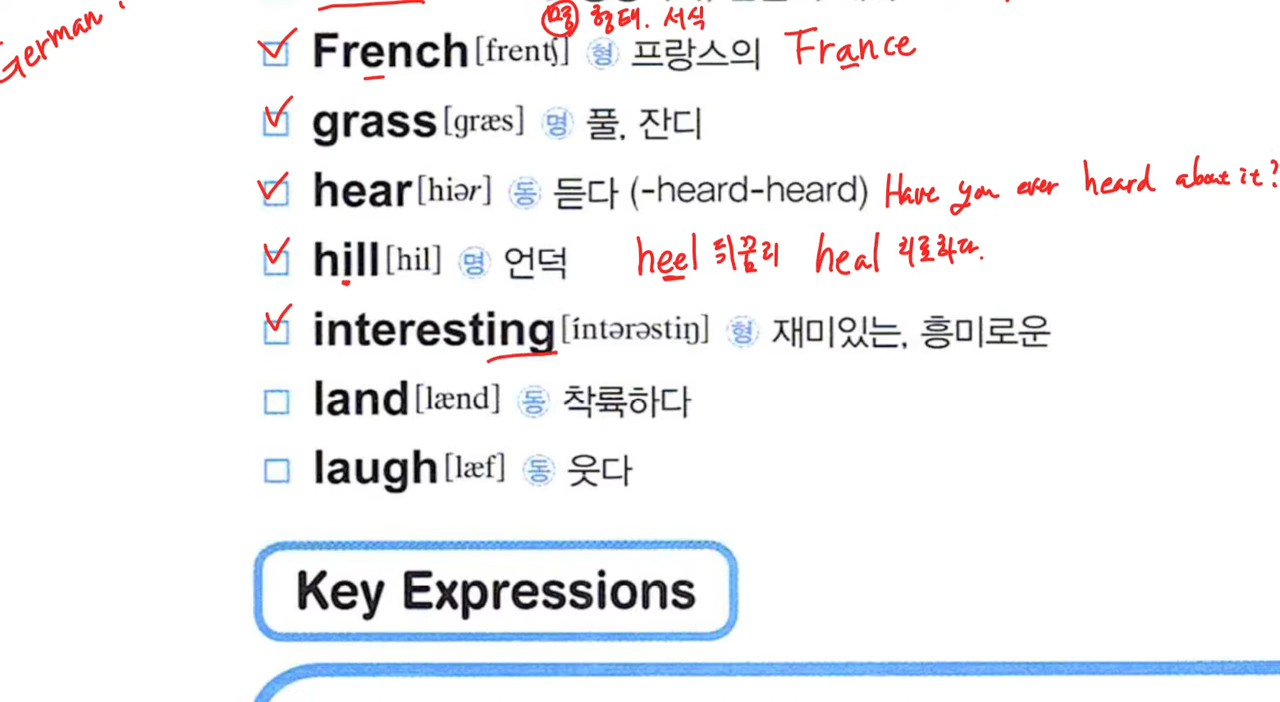 German
명 형태. 서식
French [frentʃ] 형 프랑스의 France
grass [græs] 명 풀, 잔디
hear [hiər] 동 듣다 (-heard-heard) Have you ever heard about it?
hill [hil] 명 언덕 heel 뒤꿈치 heal 치료하다.
interesting [íntərəstiŋ] 형 재미있는, 흥미로운
land [lænd] 동 착륙하다
laugh [læf] 동 웃다
Key Expressions